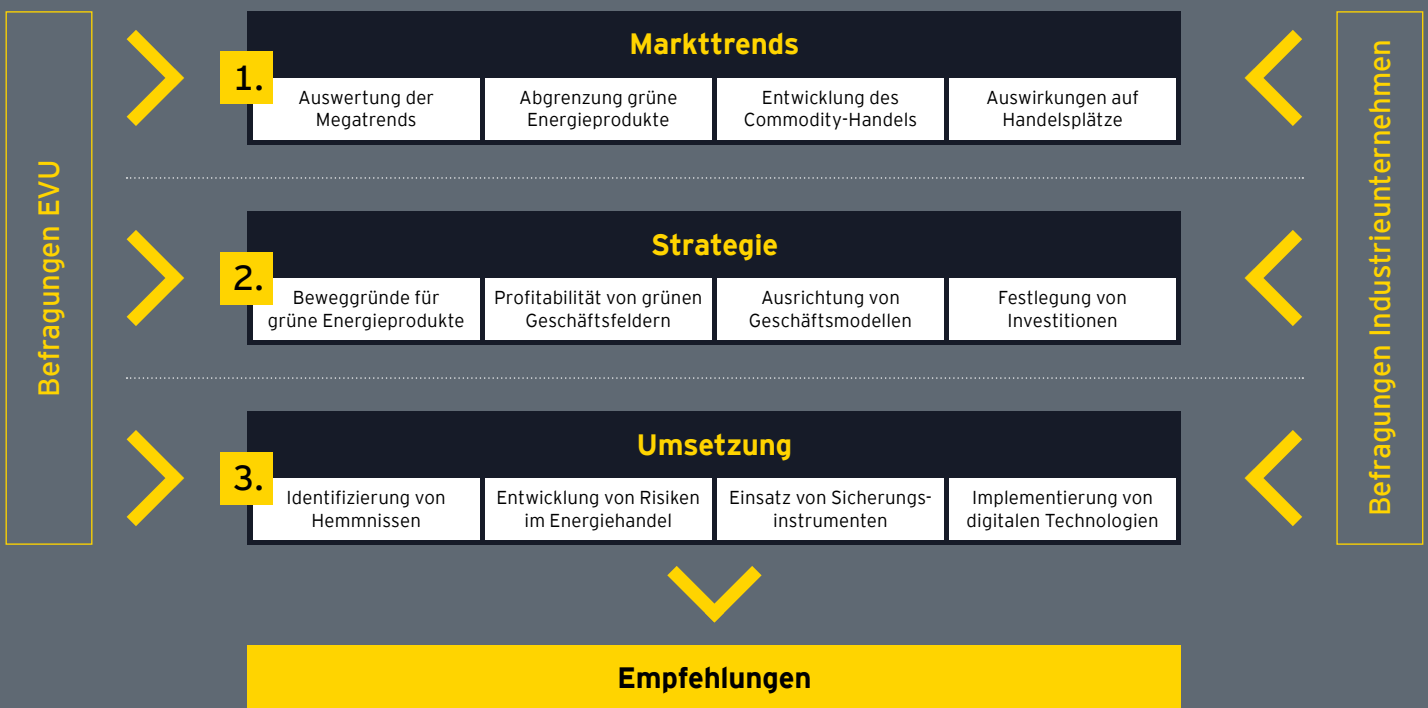 Befragungen EVU
1.
Markttrends
Auswertung der
Megatrends
Abgrenzung grüne
Energieprodukte
Entwicklung des
Commodity-Handels
Auswirkungen auf
Handelsplätze
2.
Strategie
Beweggründe für
grüne Energieprodukte
Profitabilität von grünen
Geschäftsfeldern
Ausrichtung von
Geschäftsmodellen
Festlegung von
Investitionen
3.
Umsetzung
Identifizierung von
Hemmnissen
Entwicklung von Risiken
im Energiehandel
Einsatz von Sicherungs-
instrumenten
Implementierung von
digitalen Technologien
Befragungen Industrieunternehmen
Empfehlungen